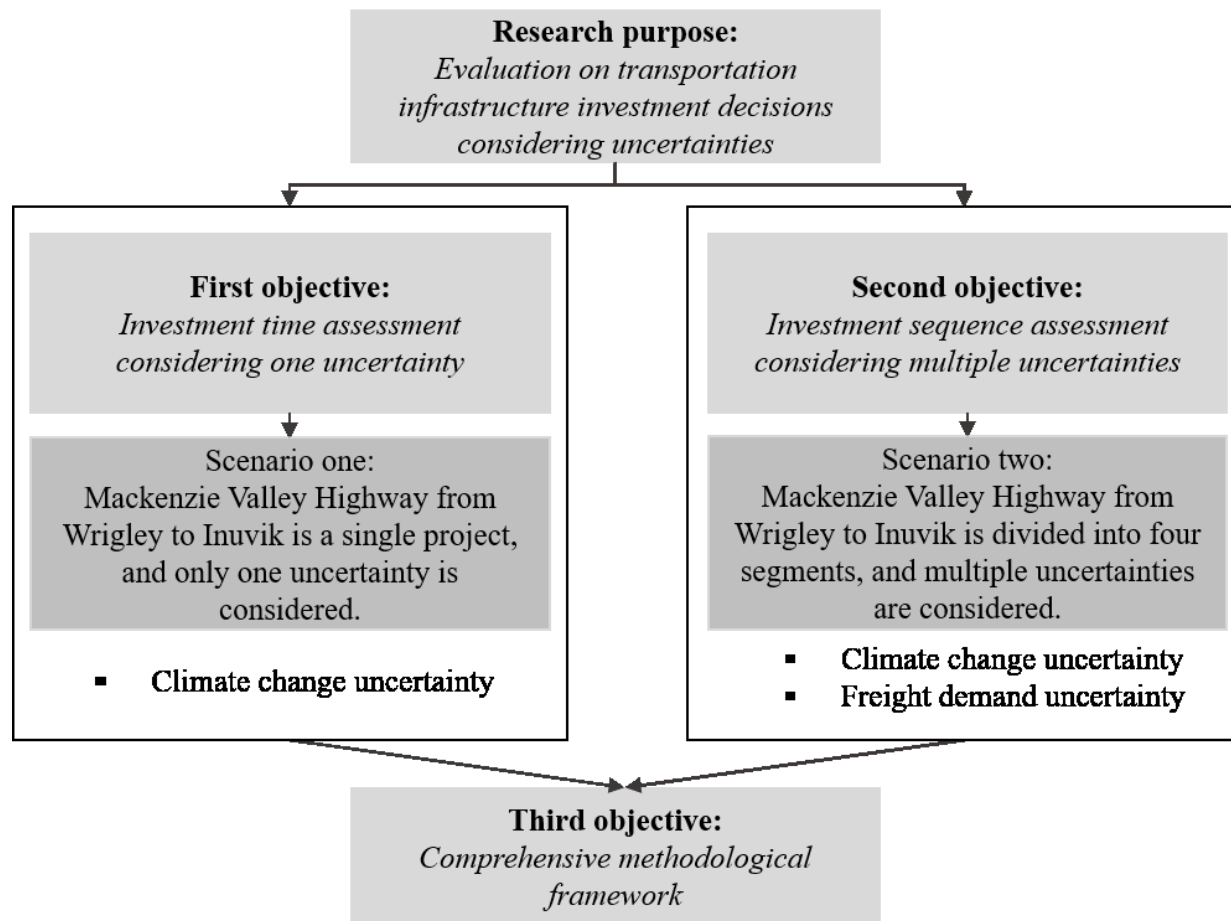 Research purpose:
Evaluation on transportation
infrastructure investment decisions
considering uncertainties
First objective:
Investment time assessment
considering one uncertainty
Scenario one:
Mackenzie Valley Highway from
Wrigley to Inuvik is a single project,
and only one uncertainty is
considered.
▪ Climate change uncertainty
Second objective:
Investment sequence assessment
considering multiple uncertainties
Scenario two:
Mackenzie Valley Highway from
Wrigley to Inuvik is divided into four
segments, and multiple uncertainties
are considered.
▪ Climate change uncertainty
▪ Freight demand uncertainty
Third objective:
Comprehensive methodological
framework